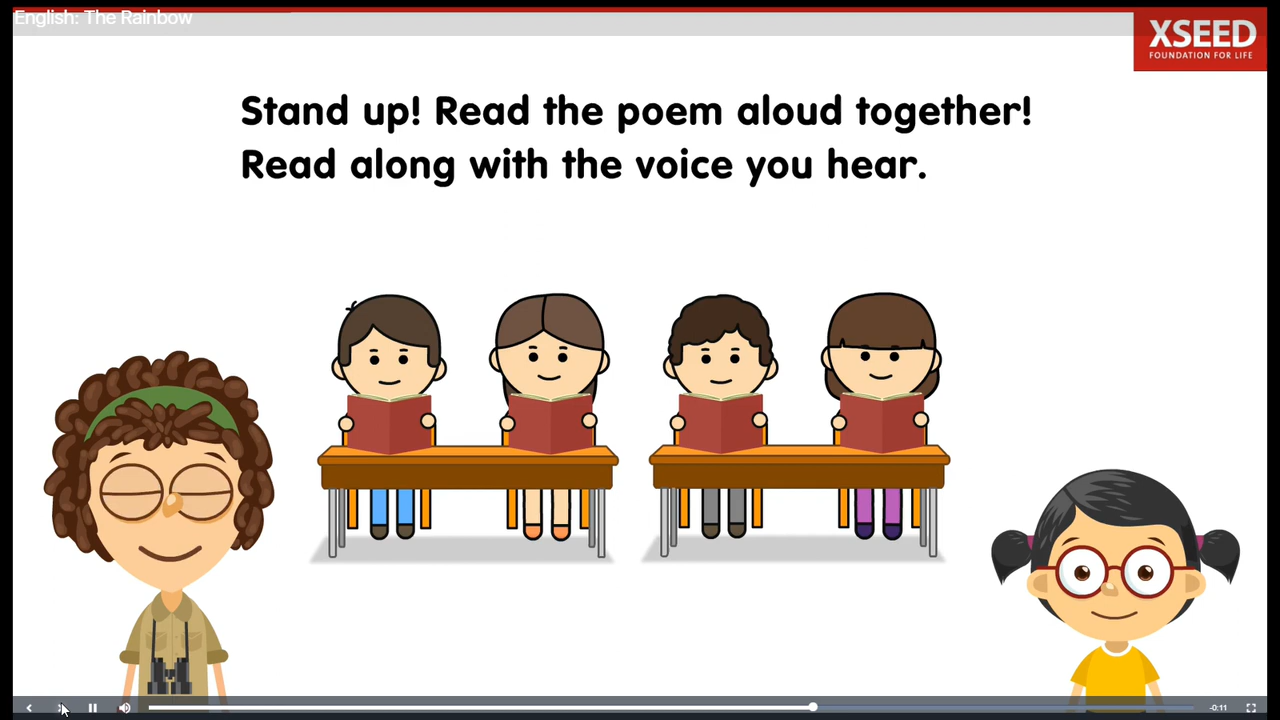 English: The Rainbow
XSEED
FOUNDATION FOR LIFE
Stand up! Read the poem aloud together!
Read along with the voice you hear.
-0:11